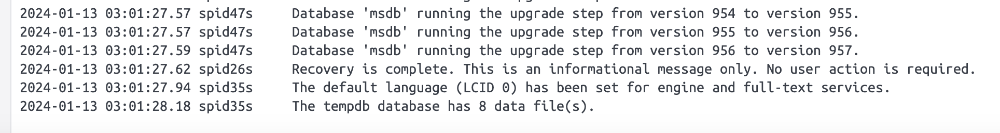 2024-01-13 03:01:27.57 spid47s     Database 'msdb' running the upgrade step from version 954 to version 955.
2024-01-13 03:01:27.57 spid47s     Database 'msdb' running the upgrade step from version 955 to version 956.
2024-01-13 03:01:27.59 spid47s     Database 'msdb' running the upgrade step from version 956 to version 957.
2024-01-13 03:01:27.62 spid26s     Recovery is complete. This is an informational message only. No user action is required.
2024-01-13 03:01:27.94 spid35s     The default language (LCID 0) has been set for engine and full-text services.
2024-01-13 03:01:28.18 spid35s     The tempdb database has 8 data file(s).